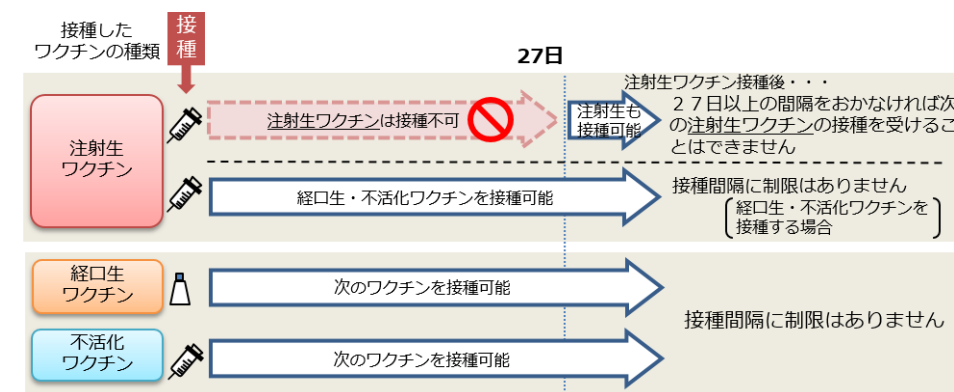 接種した
ワクチンの種類
接種
27日
注射生
ワクチン
注射生ワクチンは接種不可
注射生も
接種可能
注射生ワクチン接種後・・・
２７日以上の間隔をおかなければ次
の注射生ワクチンの接種を受けるこ
とはできません
経口生・不活化ワクチンを接種可能
接種間隔に制限はありません
経口生・不活化ワクチンを
接種する場合
経口生
ワクチン
次のワクチンを接種可能
接種間隔に制限はありません
不活化
ワクチン
次のワクチンを接種可能